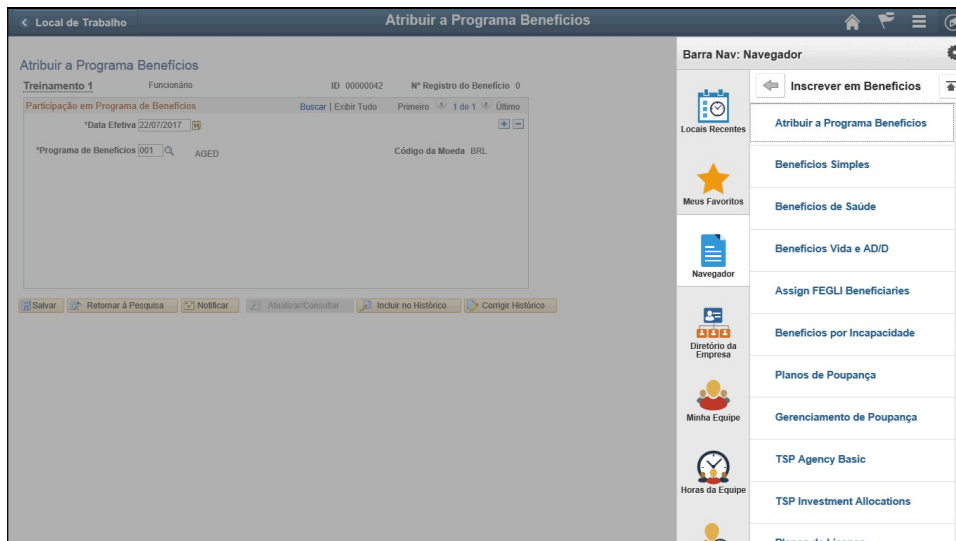 Local de Trabalho
Atribuir a Programa Benefícios
Atribuir a Programa Benefícios
Treinamento 1 Funcionário ID 00000042 Nº Registro do Benefício 0
Participação em Programa de Benefícios Buscar | Exibir Tudo Primeiro 1 de 1 Último
*Data Efetiva 22/07/2017
*Programa de Benefícios 001 AGED Código da Moeda BRL
Salvar Retornar à Pesquisa Notificar Atualizar/Consultar Incluir no Histórico Corrigir Histórico
Barra Nav: Navegador
Locais Recentes
Meus Favoritos
Navegador
Diretório da
Empresa
Minha Equipe
Horas da Equipe
Inscrever em Benefícios
Atribuir a Programa Benefícios
Benefícios Simples
Benefícios de Saúde
Benefícios Vida e AD/D
Assign FEGLI Beneficiaries
Benefícios por Incapacidade
Planos de Poupança
Gerenciamento de Poupança
TSP Agency Basic
TSP Investment Allocations